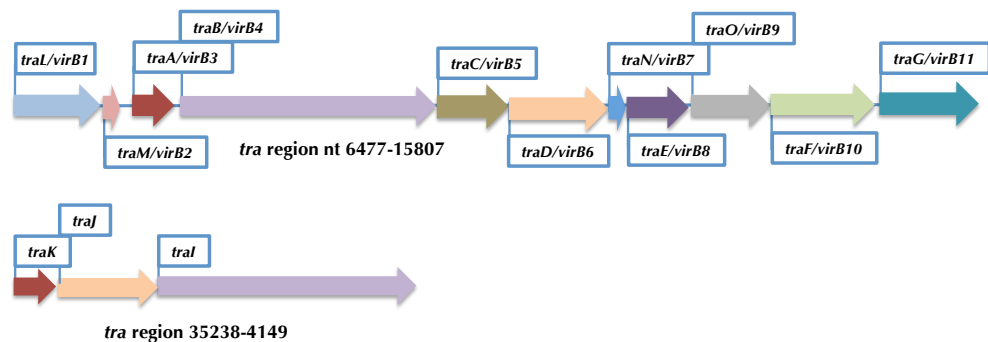 traB/virB4
traO/virB9
traL/virB1
traA/virB3
traC/virB5
traN/virB7
traG/virB11
traM/virB2
tra region nt 6477-15807
traD/virB6
traE/virB8
traF/virB10
traJ
traK
traI
tra region 35238-4149